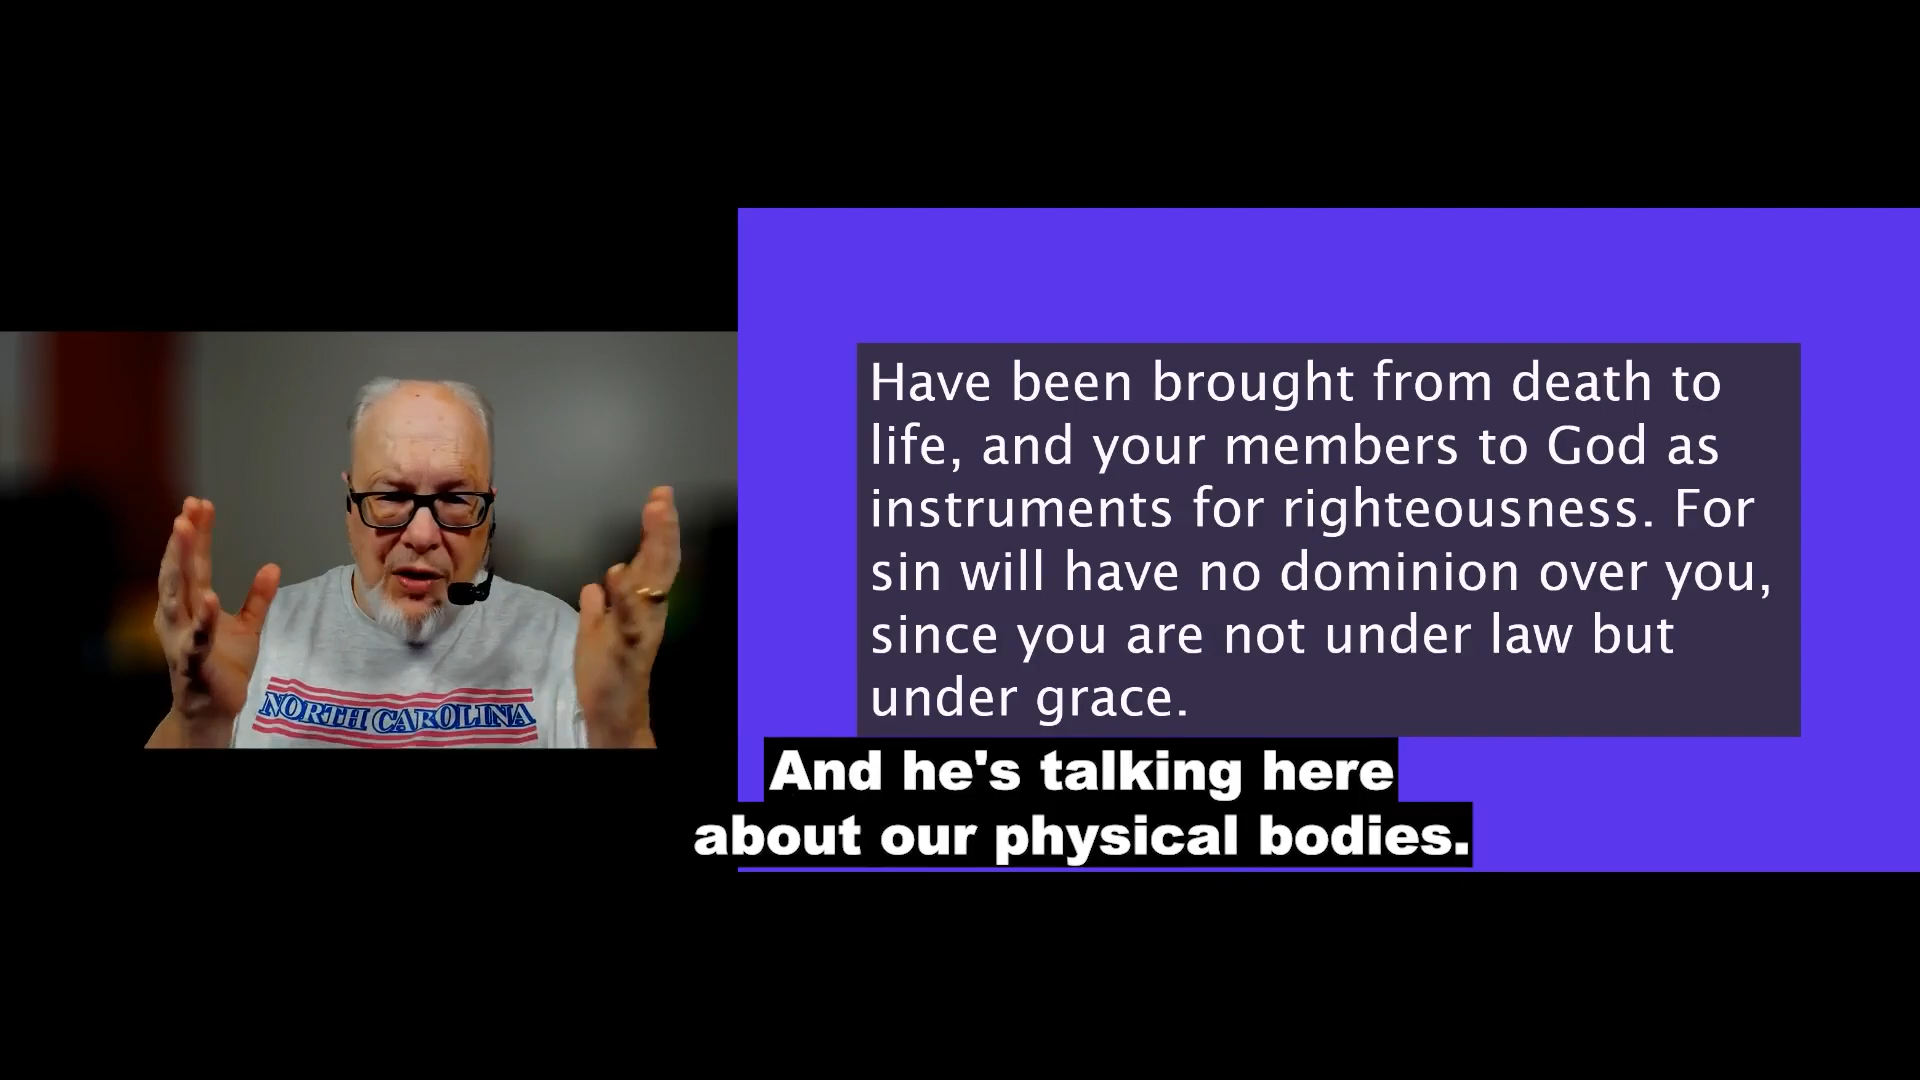 NORTH CAROLINA
Have been brought from death to
life, and your members to God as
instruments for righteousness. For
sin will have no dominion over you,
since you are not under law but
under grace.
And he's talking here
about our physical bodies.